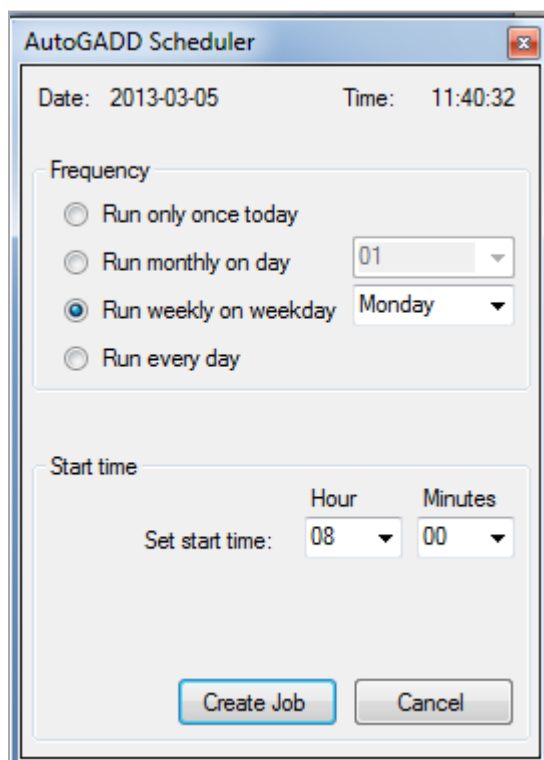 AutoGADD Scheduler
Date: 2013-03-05 Time: 11:40:32
Frequency
Run only once today
Run monthly on day 01
Run weekly on weekday Monday
Run every day
Start time
Hour Minutes
Set start time: 08 00
Create Job Cancel